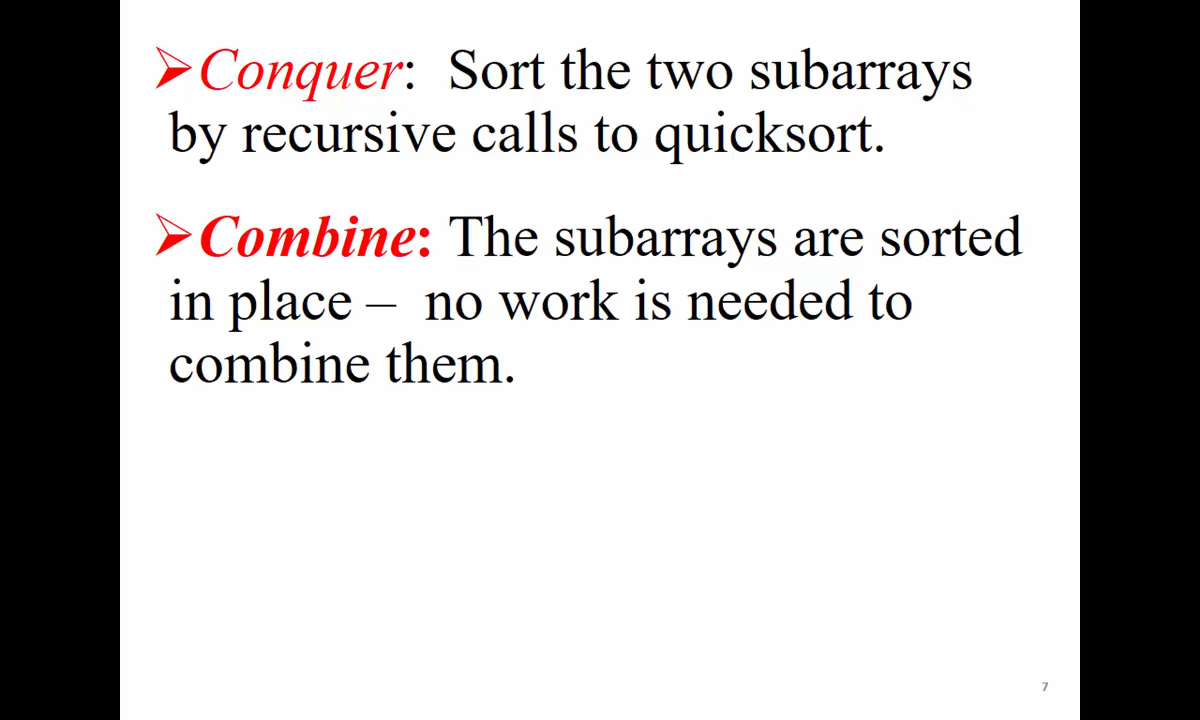 ➢Conquer: Sort the two subarrays
by recursive calls to quicksort.
➢Combine: The subarrays are sorted
in place – no work is needed to
combine them.
7